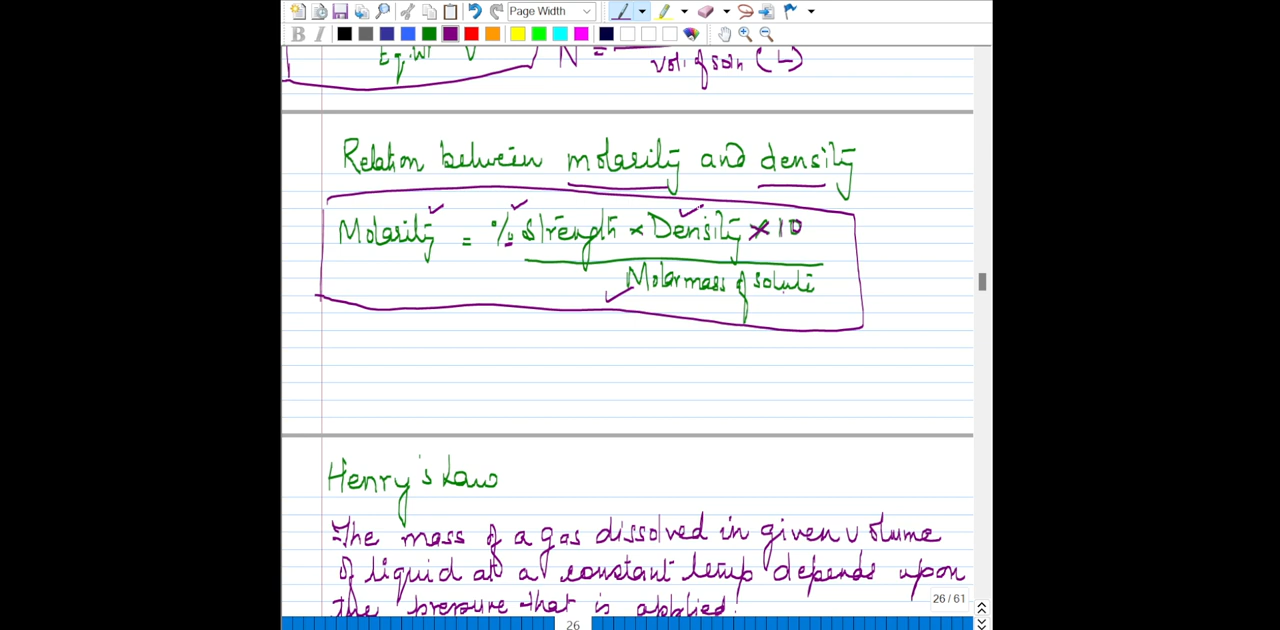 Page Width
B I
Eq. wt V N =
vol. of soln (L)
Relation between molarity and density
Molarity = % strength × Density × 10
Molar mass of solute
Henry's Law
The mass of a gas dissolved in given volume
of liquid at a constant temp depends upon
the pressure that is applied.
26 / 61
26